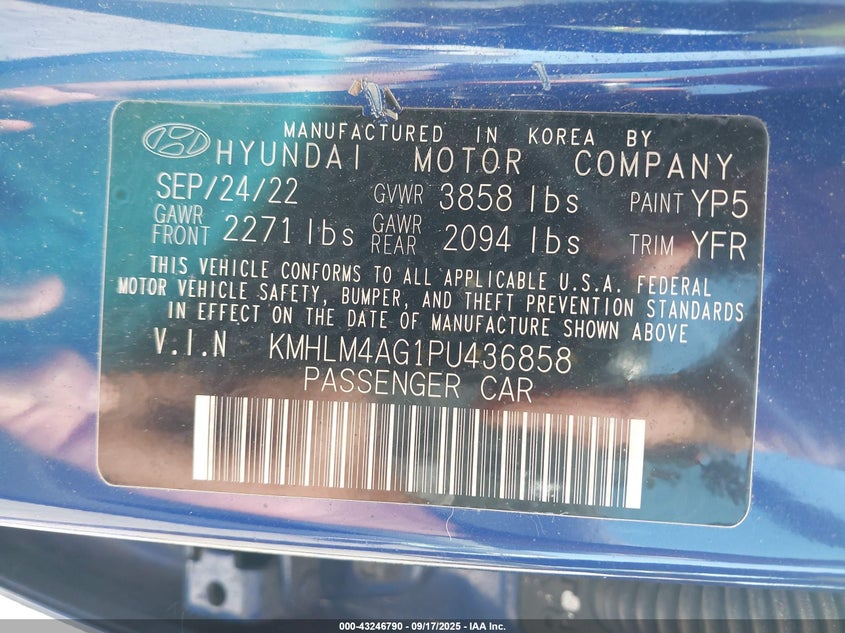 MANUFACTURED IN KOREA BY
HYUNDAI MOTOR COMPANY
SEP/24/22 GVWR 3858 lbs PAINT YP5
GAWR FRONT 2271 lbs GAWR REAR 2094 lbs TRIM YFR
THIS VEHICLE CONFORMS TO ALL APPLICABLE U.S.A. FEDERAL
MOTOR VEHICLE SAFETY, BUMPER, AND THEFT PREVENTION STANDARDS
IN EFFECT ON THE DATE OF MANUFACTURE SHOWN ABOVE
V.I.N KMHLM4AG1PU436858
PASSENGER CAR
000-43246790 - 09/17/2025 - IAA Inc.